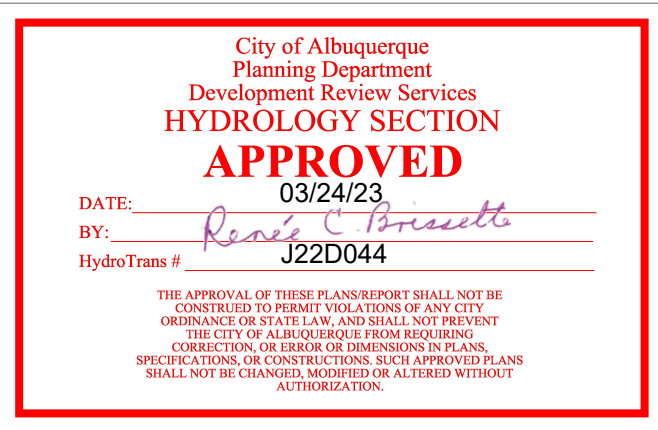 City of Albuquerque
Planning Department
Development Review Services
HYDROLOGY SECTION
APPROVED
DATE: 03/24/23
BY: Renée C. Brissette
HydroTrans # J22D044
THE APPROVAL OF THESE PLANS/REPORT SHALL NOT BE
CONSTRUED TO PERMIT VIOLATIONS OF ANY CITY
ORDINANCE OR STATE LAW, AND SHALL NOT PREVENT
THE CITY OF ALBUQUERQUE FROM REQUIRING
CORRECTION, OR ERROR OR DIMENSIONS IN PLANS,
SPECIFICATIONS, OR CONSTRUCTIONS. SUCH APPROVED PLANS
SHALL NOT BE CHANGED, MODIFIED OR ALTERED WITHOUT
AUTHORIZATION.